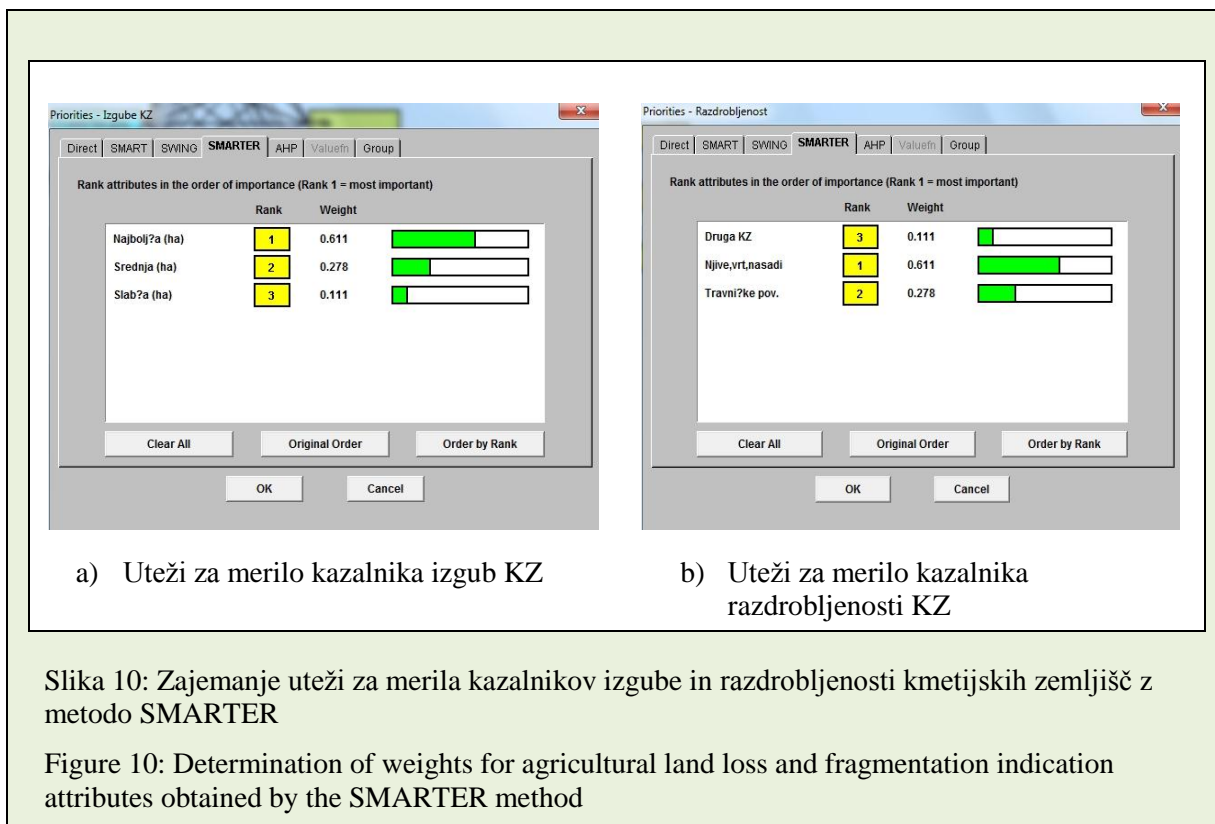 Priorities - Izgube KZ
Direct SMART SWING SMARTER AHP Valuefn Group
Rank attributes in the order of importance (Rank 1 = most important)
Rank Weight
Najbolj?a (ha) 1 0.611
Srednja (ha) 2 0.278
Slab?a (ha) 3 0.111
Clear All Original Order Order by Rank
OK Cancel
a) Uteži za merilo kazalnika izgub KZ
Priorities - Razdrobljenost
Direct SMART SWING SMARTER AHP Valuefn Group
Rank attributes in the order of importance (Rank 1 = most important)
Rank Weight
Druga KZ 3 0.111
Njive,vrt,nasadi 1 0.611
Travni?ke pov. 2 0.278
Clear All Original Order Order by Rank
OK Cancel
b) Uteži za merilo kazalnika
razdrobljenosti KZ
Slika 10: Zajemanje uteži za merila kazalnikov izgube in razdrobljenosti kmetijskih zemljišč z
metodo SMARTER
Figure 10: Determination of weights for agricultural land loss and fragmentation indication
attributes obtained by the SMARTER method